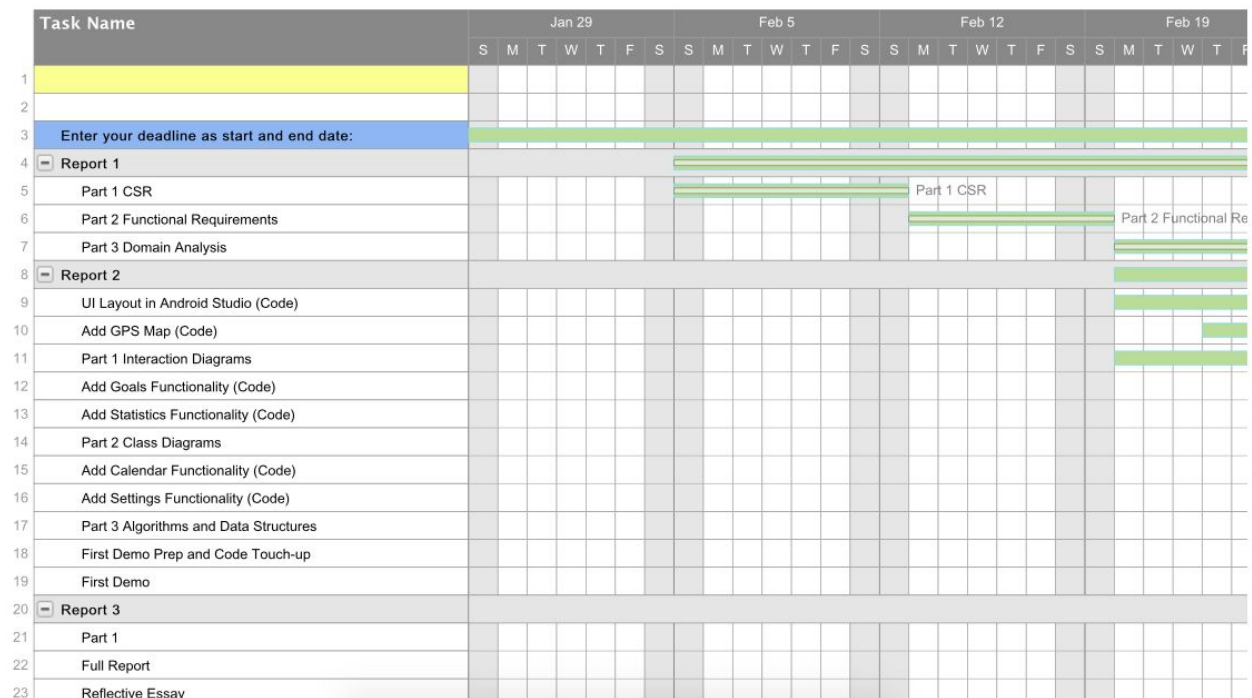 Task Name
Jan 29 Feb 5 Feb 12 Feb 19
S M T W T F S S M T W T F S S M T W T F S S M T W T F
1
2
3 Enter your deadline as start and end date:
4 Report 1
5 Part 1 CSR Part 1 CSR
6 Part 2 Functional Requirements Part 2 Functional Re
7 Part 3 Domain Analysis
8 Report 2
9 UI Layout in Android Studio (Code)
10 Add GPS Map (Code)
11 Part 1 Interaction Diagrams
12 Add Goals Functionality (Code)
13 Add Statistics Functionality (Code)
14 Part 2 Class Diagrams
15 Add Calendar Functionality (Code)
16 Add Settings Functionality (Code)
17 Part 3 Algorithms and Data Structures
18 First Demo Prep and Code Touch-up
19 First Demo
20 Report 3
21 Part 1
22 Full Report
23 Reflective Essay